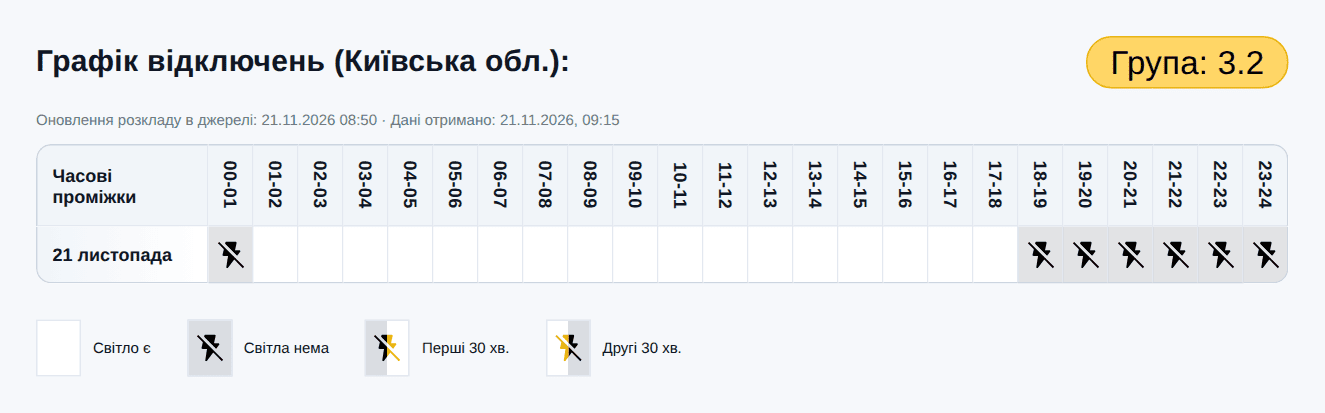 Графік відключень (Київська обл.):
Група: 3.2
Оновлення розкладу в джерелі: 21.11.2026 08:50 · Дані отримано: 21.11.2026, 09:15
Часові
проміжки
00-01
01-02
02-03
03-04
04-05
05-06
06-07
07-08
08-09
09-10
10-11
11-12
12-13
13-14
14-15
15-16
16-17
17-18
18-19
19-20
20-21
21-22
22-23
23-24
21 листопада
Світло є
Світла нема
Перші 30 хв.
Другі 30 хв.